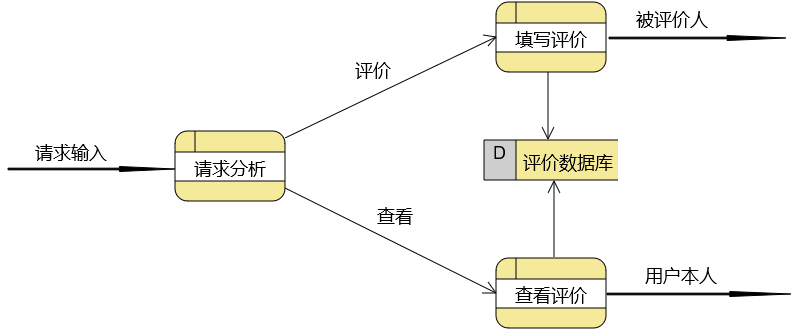 被评价人
填写评价
评价
请求输入
请求分析
D
评价数据库
查看
用户本人
查看评价